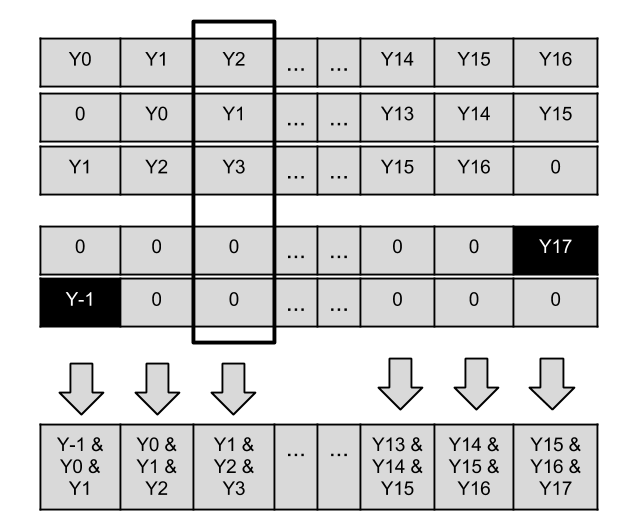 Y0 Y1 Y2 ... ... Y14 Y15 Y16
0 Y0 Y1 ... ... Y13 Y14 Y15
Y1 Y2 Y3 ... ... Y15 Y16 0
0 0 0 ... ... 0 0 Y17
Y-1 0 0 ... ... 0 0 0
Y-1 & Y0 & Y1 & ... ... Y13 & Y14 & Y15 &
Y0 & Y1 & Y2 & Y14 & Y15 & Y16 &
Y1 Y2 Y3 Y15 Y16 Y17